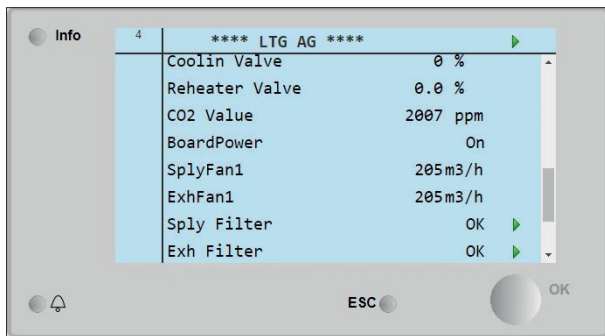 Info
4 **** LTG AG ****
Coolin Valve 0 %
Reheater Valve 0.0 %
CO2 Value 2007 ppm
BoardPower On
SplyFan1 205m3/h
ExhFan1 205m3/h
Sply Filter OK
Exh Filter OK
ESC OK